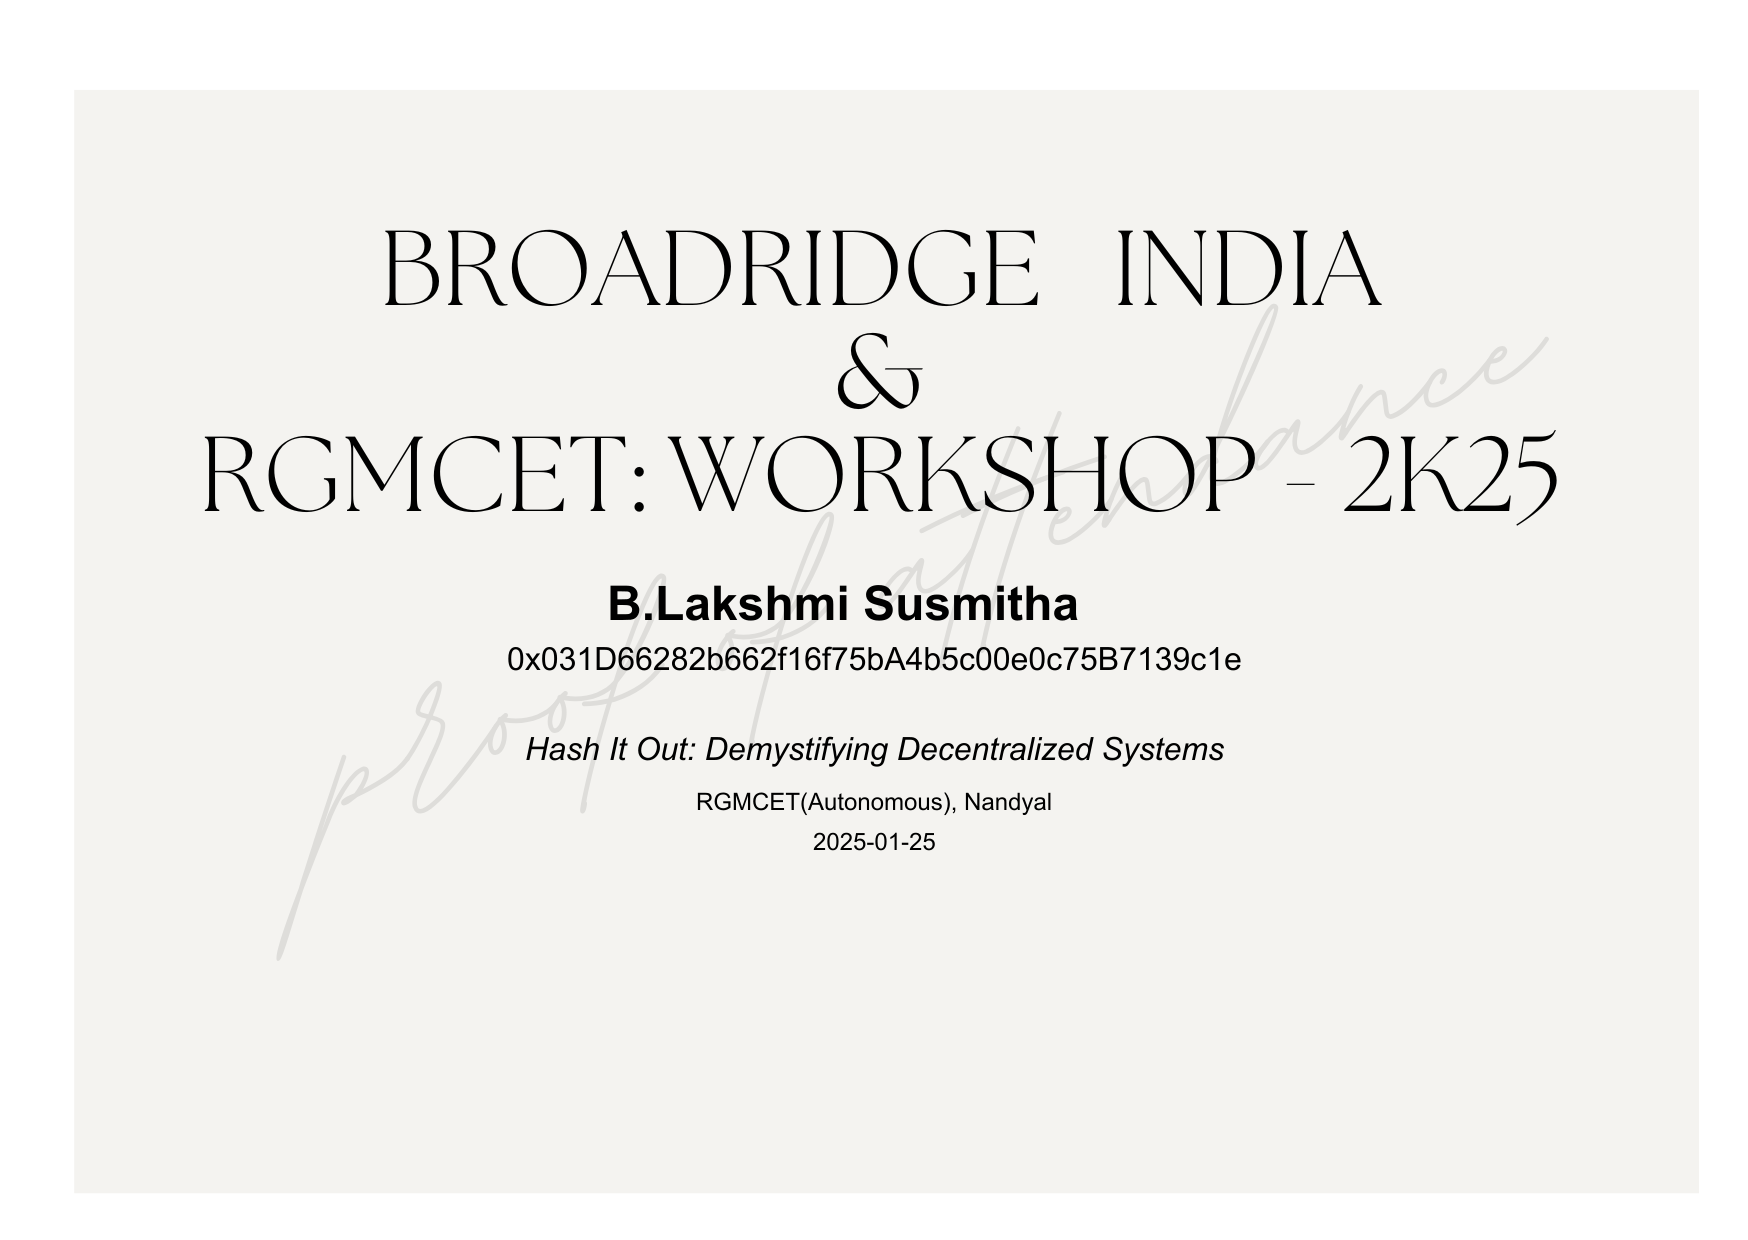 BROADRIDGE INDIA
&
RGMCET: WORKSHOP - 2K25
proof of attendance
B.Lakshmi Susmitha
0x031D66282b662f16f75bA4b5c00e0c75B7139c1e
Hash It Out: Demystifying Decentralized Systems
RGMCET(Autonomous), Nandyal
2025-01-25